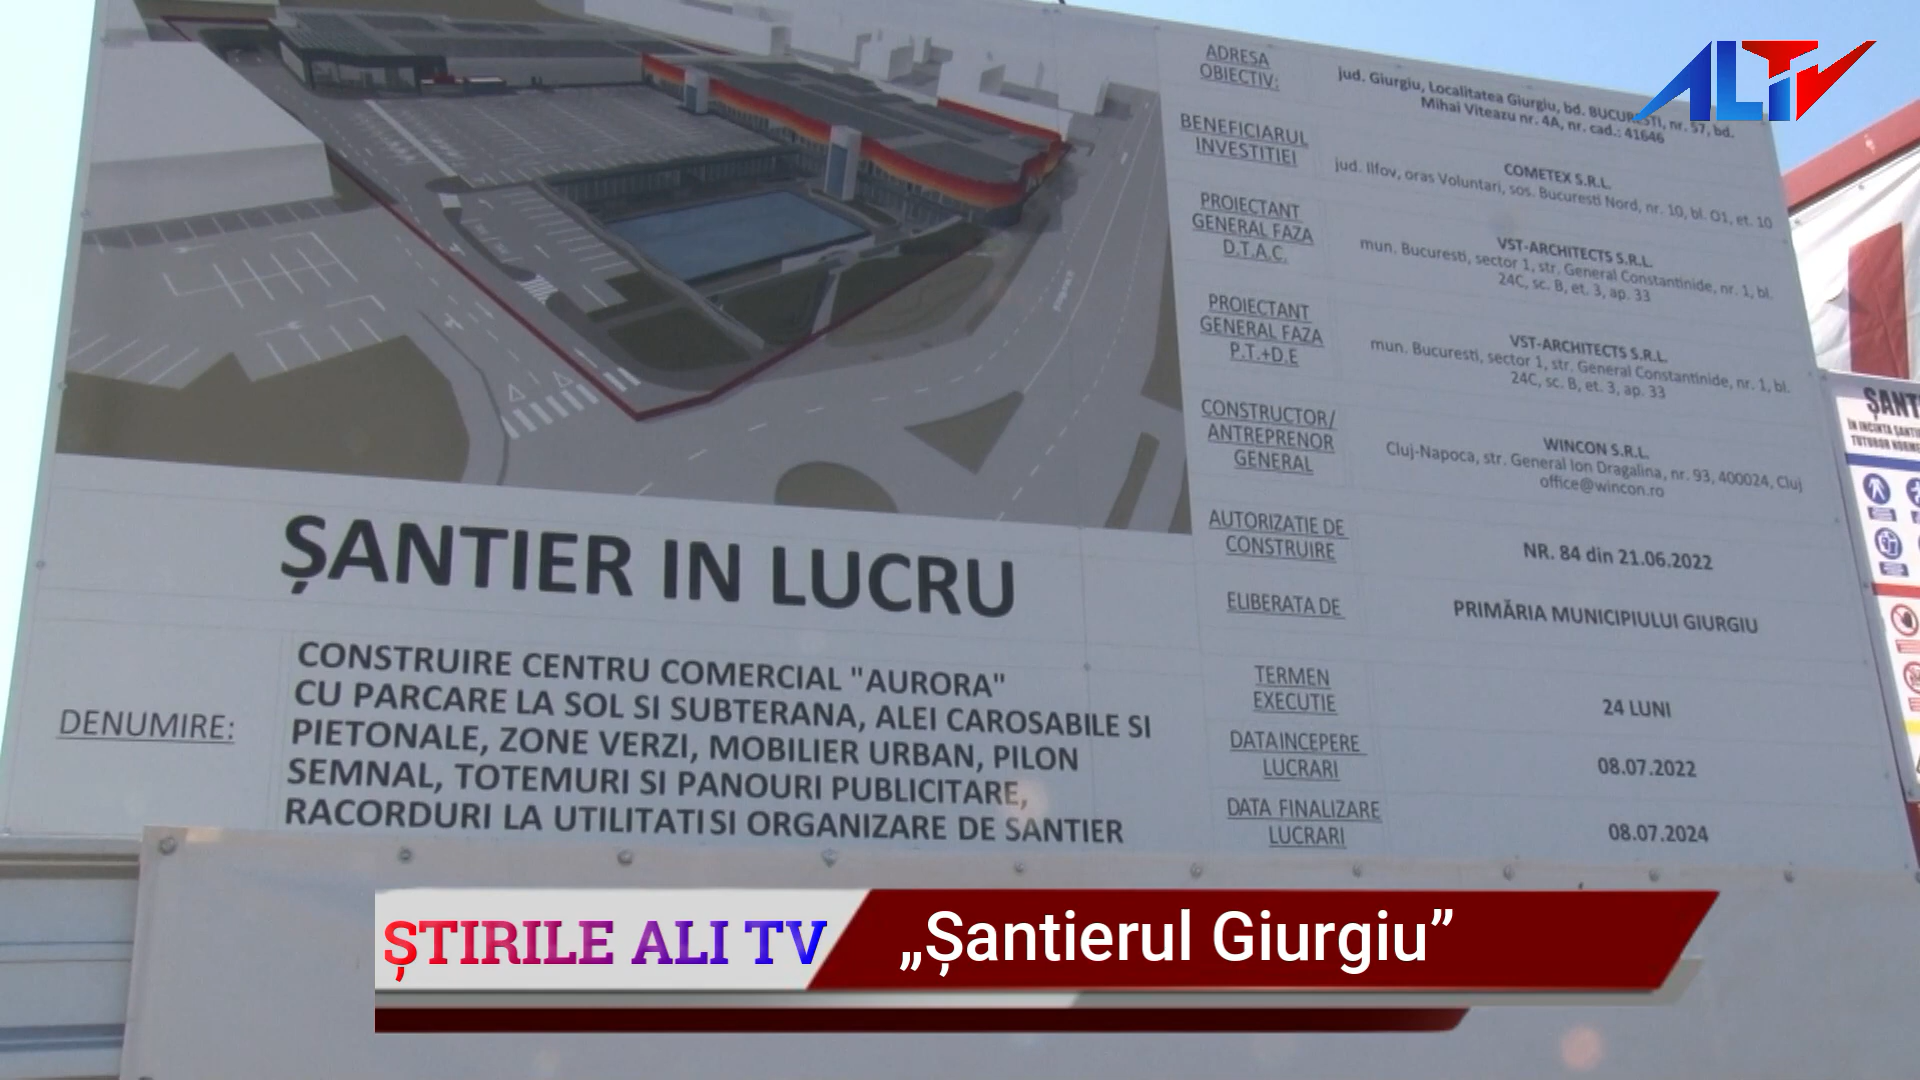 ALTV
ADRESA
OBIECTIV:
jud. Giurgiu, Localitatea Giurgiu, bd. BUCURESTI, nr. 57, bd.
Mihai Viteazu nr. 4A, nr. cad.: 41646
BENEFICIARUL
INVESTITIEI
COMETEX S.R.L.
jud. Ilfov, oras Voluntari, sos. Bucuresti Nord, nr. 10, bl. O1, et. 10
PROIECTANT
GENERAL FAZA
D.T.A.C.
VST-ARCHITECTS S.R.L.
mun. Bucuresti, sector 1, str. General Constantinide, nr. 1, bl.
24C, sc. B, et. 3, ap. 33
PROIECTANT
GENERAL FAZA
P.T.+D.E
VST-ARCHITECTS S.R.L.
mun. Bucuresti, sector 1, str. General Constantinide, nr. 1, bl.
24C, sc. B, et. 3, ap. 33
CONSTRUCTOR/
ANTREPRENOR
GENERAL
WINCON S.R.L.
Cluj-Napoca, str. General Ion Dragalina, nr. 93, 400024, Cluj
office@wincon.ro
AUTORIZATIE DE
CONSTRUIRE
NR. 84 din 21.06.2022
ELIBERATA DE
PRIMĂRIA MUNICIPIULUI GIURGIU
TERMEN
EXECUTIE
24 LUNI
DATA INCEPERE
LUCRARI
08.07.2022
DATA FINALIZARE
LUCRARI
08.07.2024
ȘANTIER IN LUCRU
DENUMIRE:
CONSTRUIRE CENTRU COMERCIAL "AURORA"
CU PARCARE LA SOL SI SUBTERANA, ALEI CAROSABILE SI
PIETONALE, ZONE VERZI, MOBILIER URBAN, PILON
SEMNAL, TOTEMURI SI PANOURI PUBLICITARE,
RACORDURI LA UTILITATI SI ORGANIZARE DE SANTIER
ȘANT
ÎN INCINTA
TUTUROR
ȘTIRILE ALI TV
„Șantierul Giurgiu”